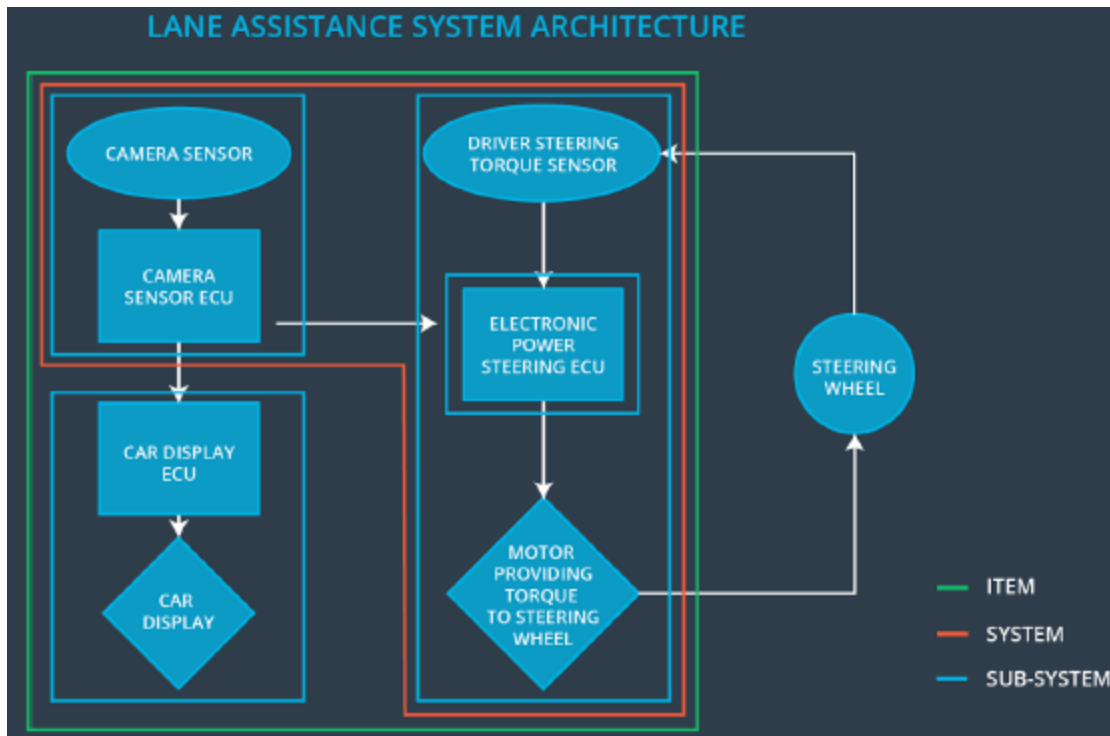 LANE ASSISTANCE SYSTEM ARCHITECTURE
CAMERA SENSOR
CAMERA
SENSOR ECU
CAR DISPLAY
ECU
CAR
DISPLAY
DRIVER STEERING
TORQUE SENSOR
ELECTRONIC
POWER
STEERING ECU
MOTOR
PROVIDING
TORQUE
TO STEERING
WHEEL
STEERING
WHEEL
ITEM
SYSTEM
SUB-SYSTEM